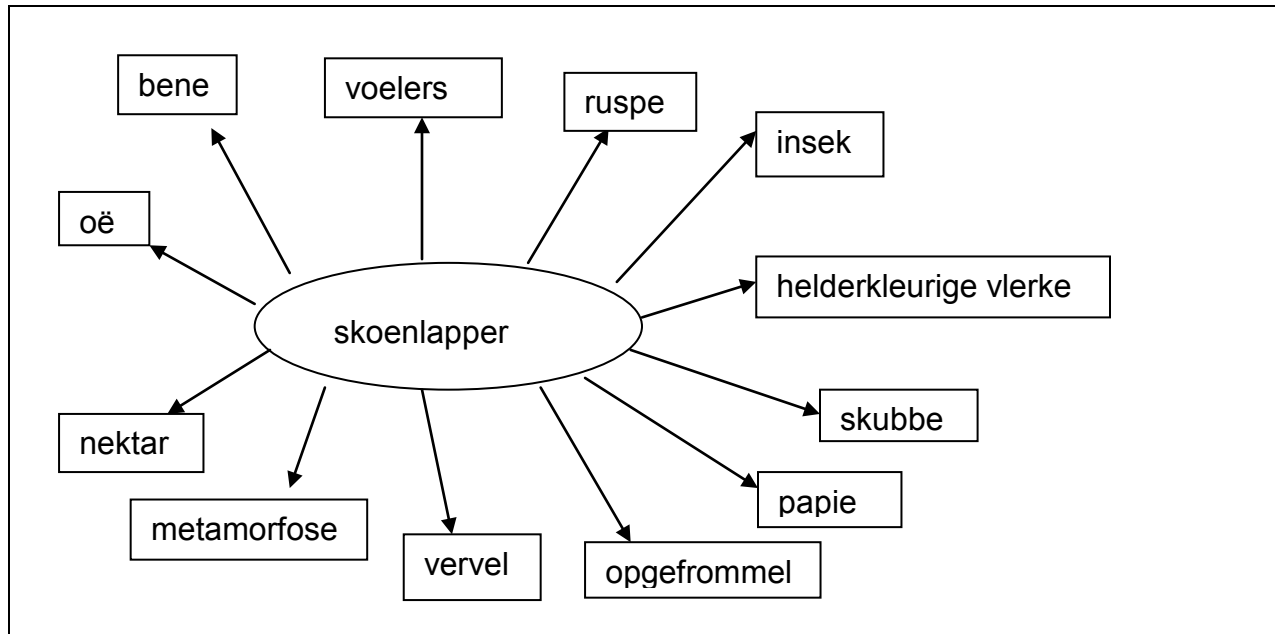 bene
voelers
ruspe
insek
oë
helderkleurige vlerke
skoenlapper
skubbe
nektar
papie
metamorfose
vervel
opgefrommel